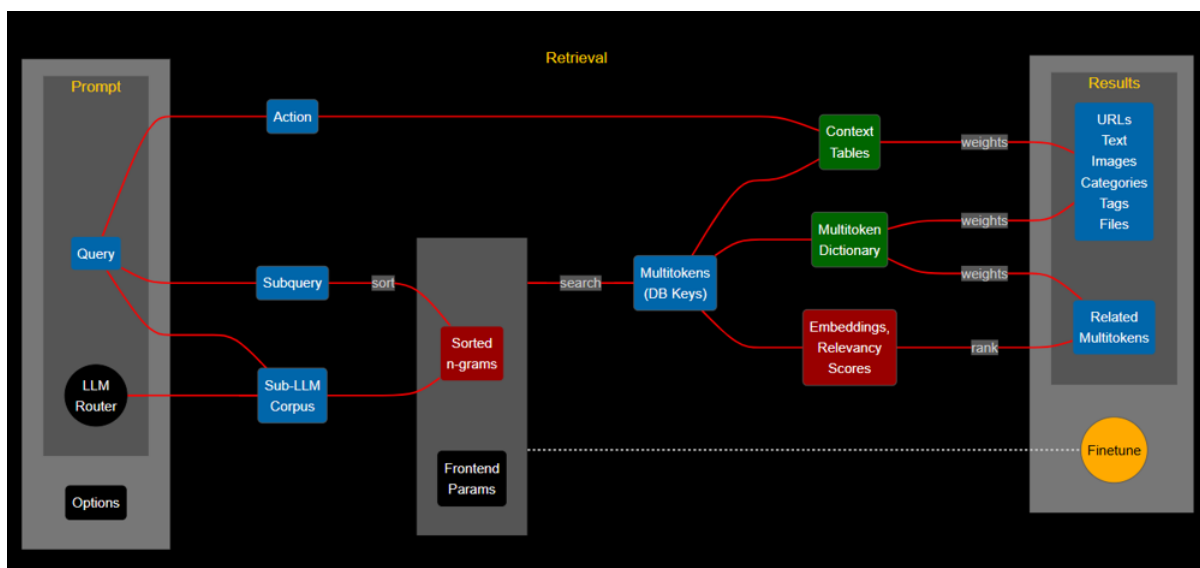 Retrieval
Prompt
Results
Action
Context
Tables
weights
URLs
Text
Images
Categories
Tags
Files
Query
Multitoken
Dictionary
weights
Subquery
sort
search
Multitokens
(DB Keys)
weights
Sorted
n-grams
Embeddings,
Relevancy
Scores
rank
Related
Multitokens
LLM
Router
Sub-LLM
Corpus
Frontend
Params
Finetune
Options